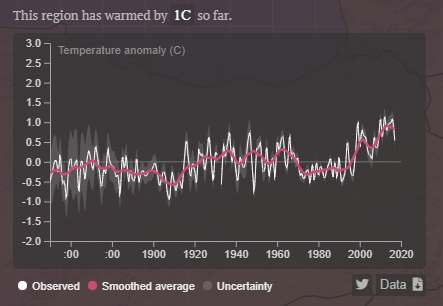 This region has warmed by 1C so far.
Temperature anomaly (C)
3.0
2.5
2.0
1.5
1.0
0.5
0.0
-0.5
-1.0
-1.5
-2.0
:00 :00 1900 1920 1940 1960 1980 2000 2020
Observed Smoothed average Uncertainty Data